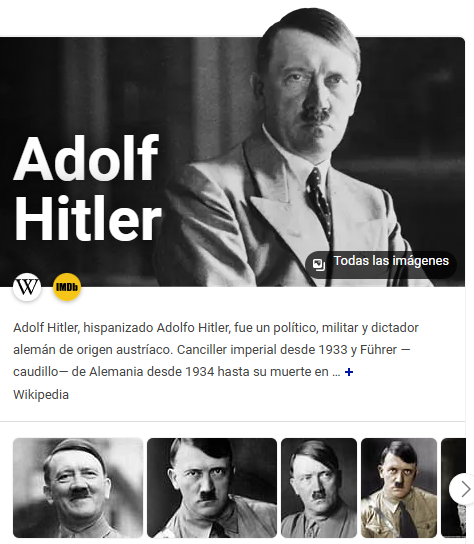 Adolf
Hitler
Todas las imágenes
W IMDb
Adolf Hitler, hispanizado Adolfo Hitler, fue un político, militar y dictador
alemán de origen austríaco. Canciller imperial desde 1933 y Führer —
caudillo— de Alemania desde 1934 hasta su muerte en ... +
Wikipedia